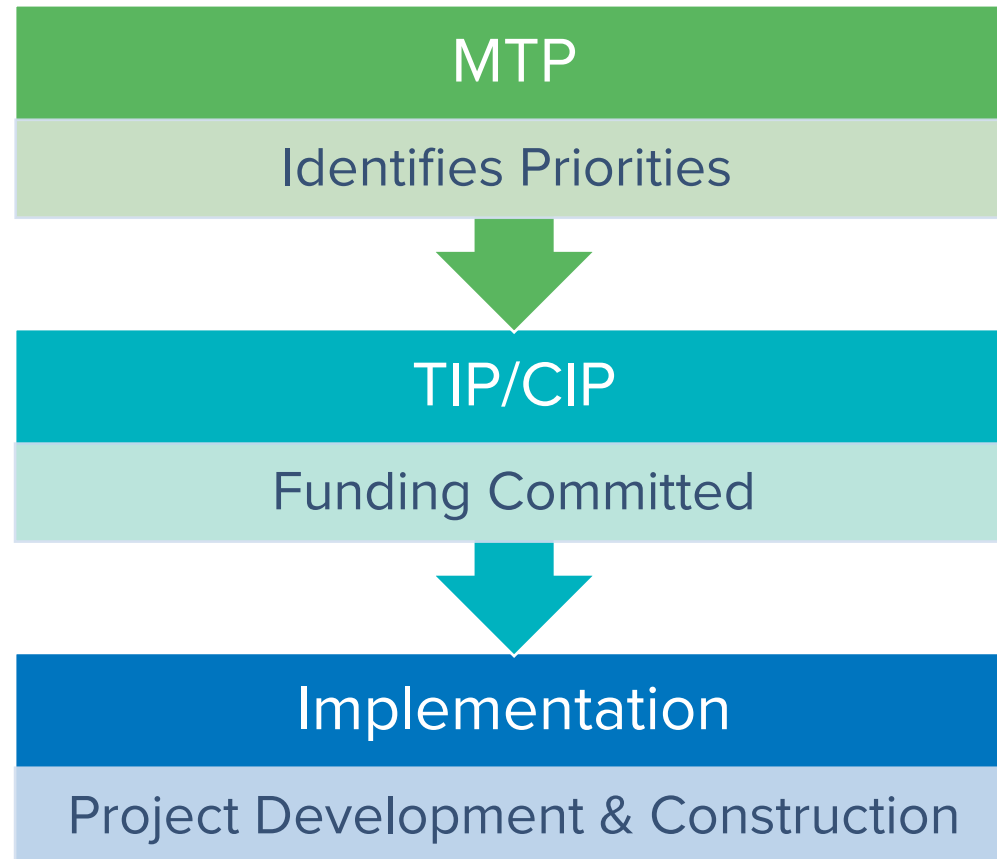 MTP
Identifies Priorities
TIP/CIP
Funding Committed
Implementation
Project Development & Construction